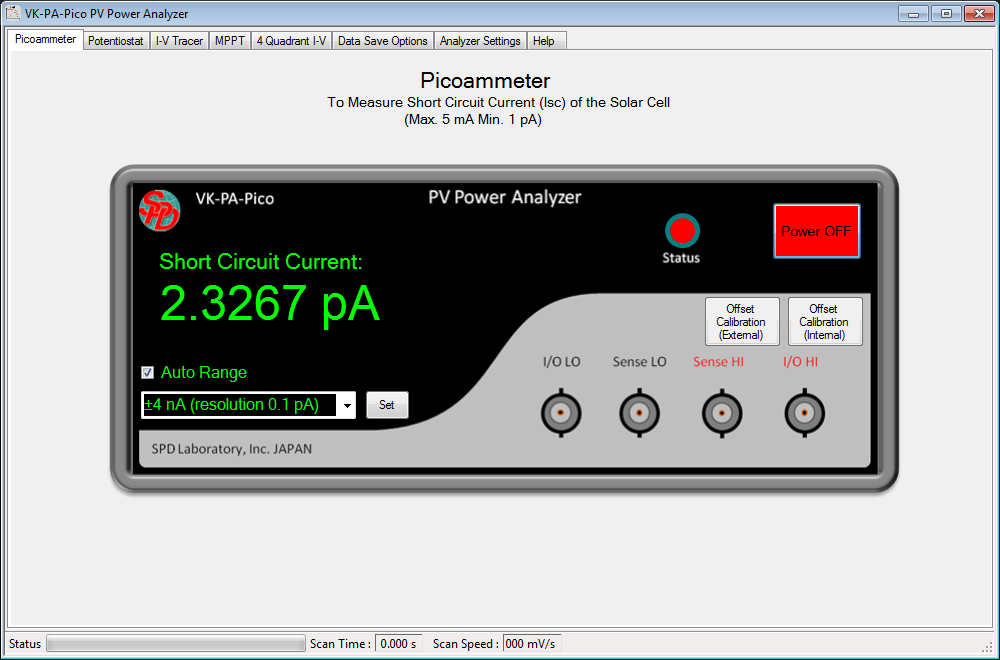 VK-PA-Pico PV Power Analyzer
Picoammeter Potentiostat I-V Tracer MPPT 4 Quadrant I-V Data Save Options Analyzer Settings Help
Picoammeter
To Measure Short Circuit Current (Isc) of the Solar Cell
(Max. 5 mA Min. 1 pA)
SPD VK-PA-Pico PV Power Analyzer
Power OFF
Status
Short Circuit Current:
2.3267 pA
Offset
Calibration
(External)
Offset
Calibration
(Internal)
I/O LO Sense LO Sense HI I/O HI
Auto Range
±4 nA (resolution 0.1 pA) Set
SPD Laboratory, Inc. JAPAN
Status Scan Time : 0.000 s Scan Speed : 000 mV/s